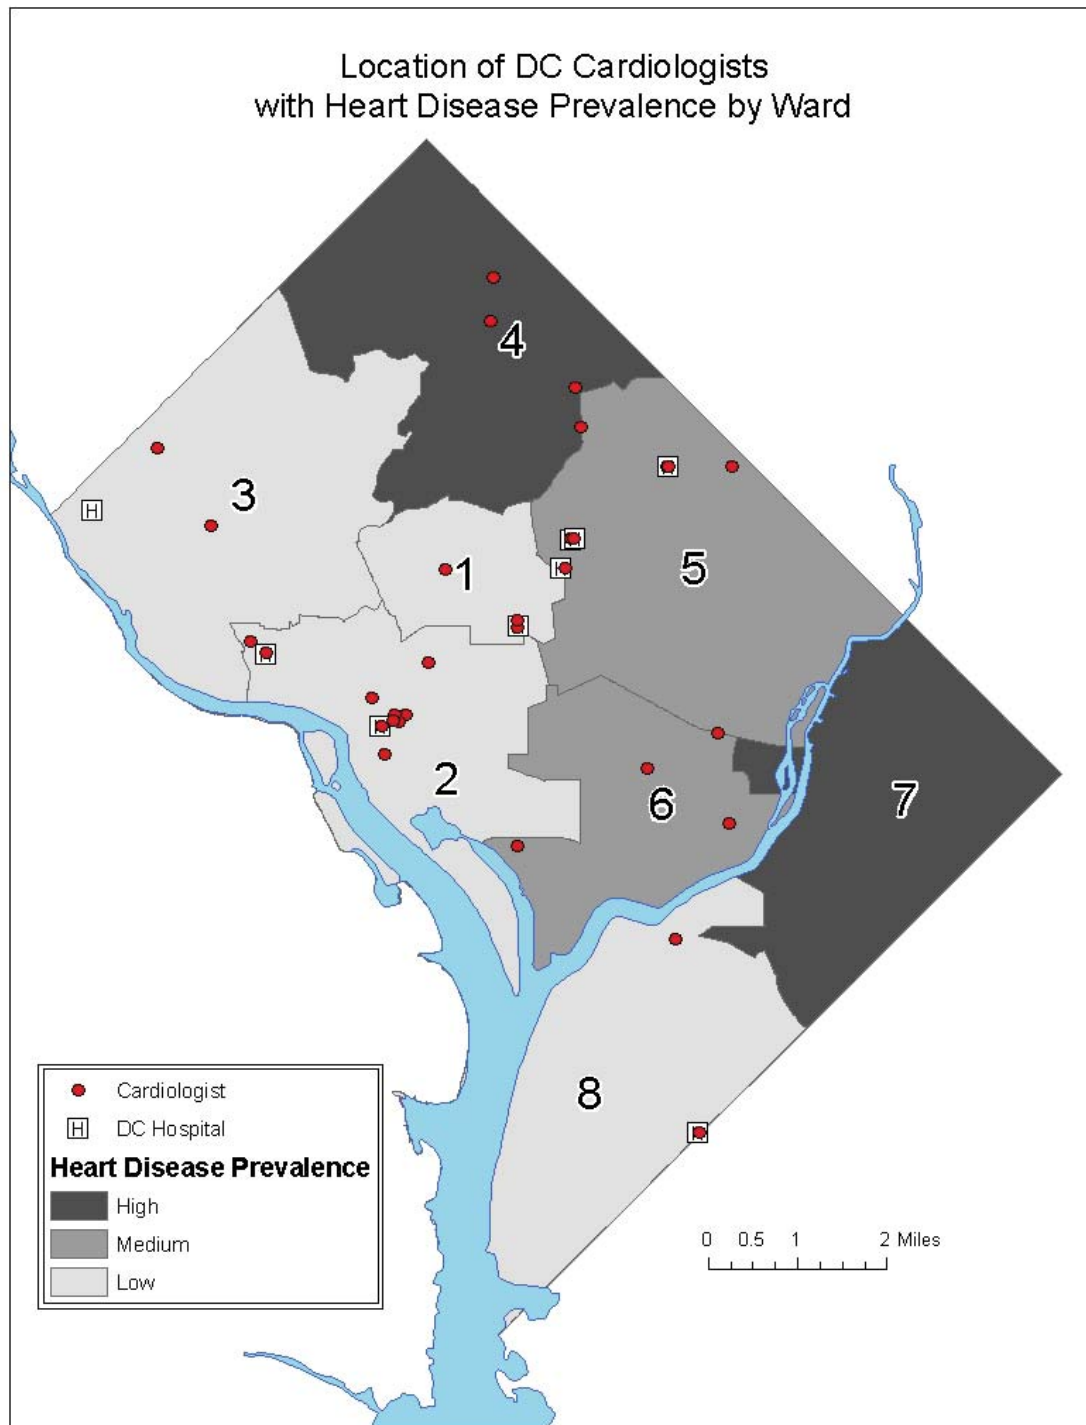 Location of DC Cardiologists
with Heart Disease Prevalence by Ward
4
3
H
1
5
H
H
H
2
6
7
8
Cardiologist
H DC Hospital
Heart Disease Prevalence
High
Medium
Low
0 0.5 1 2 Miles